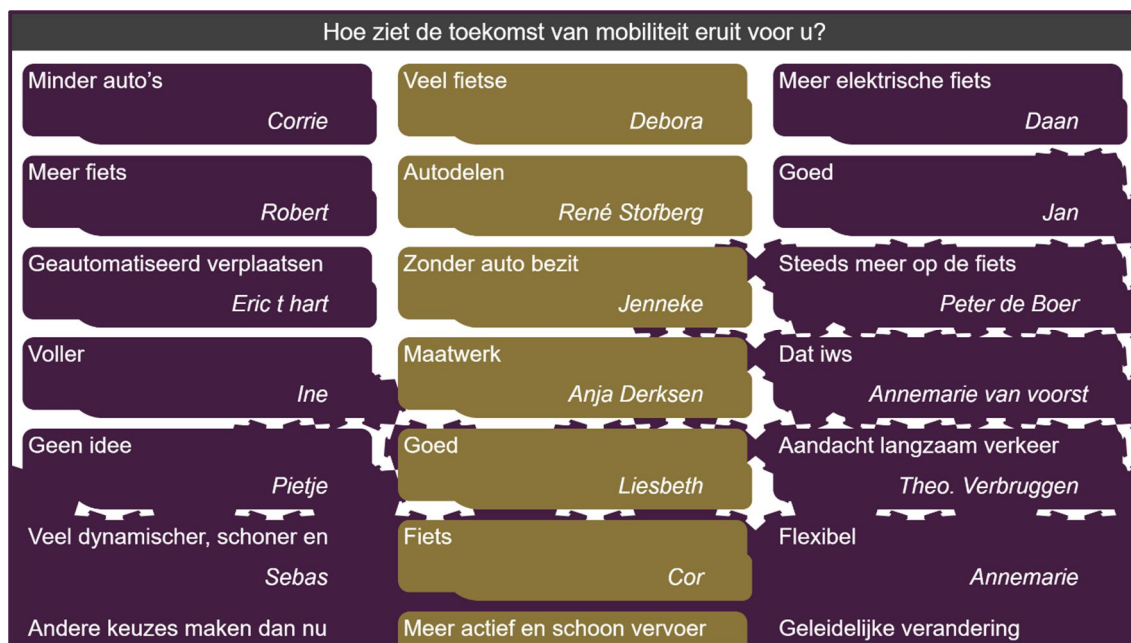 Hoe ziet de toekomst van mobiliteit eruit voor u?
Minder auto's
Corrie
Veel fietse
Debora
Meer elektrische fiets
Daan
Meer fiets
Robert
Autodelen
René Stofberg
Goed
Jan
Geautomatiseerd verplaatsen
Eric t hart
Zonder auto bezit
Jenneke
Steeds meer op de fiets
Peter de Boer
Voller
Ine
Maatwerk
Anja Derksen
Dat iws
Annemarie van voorst
Geen idee
Pietje
Goed
Liesbeth
Aandacht langzaam verkeer
Theo. Verbruggen
Veel dynamischer, schoner en
Sebas
Fiets
Cor
Flexibel
Annemarie
Andere keuzes maken dan nu
Meer actief en schoon vervoer
Geleidelijke verandering